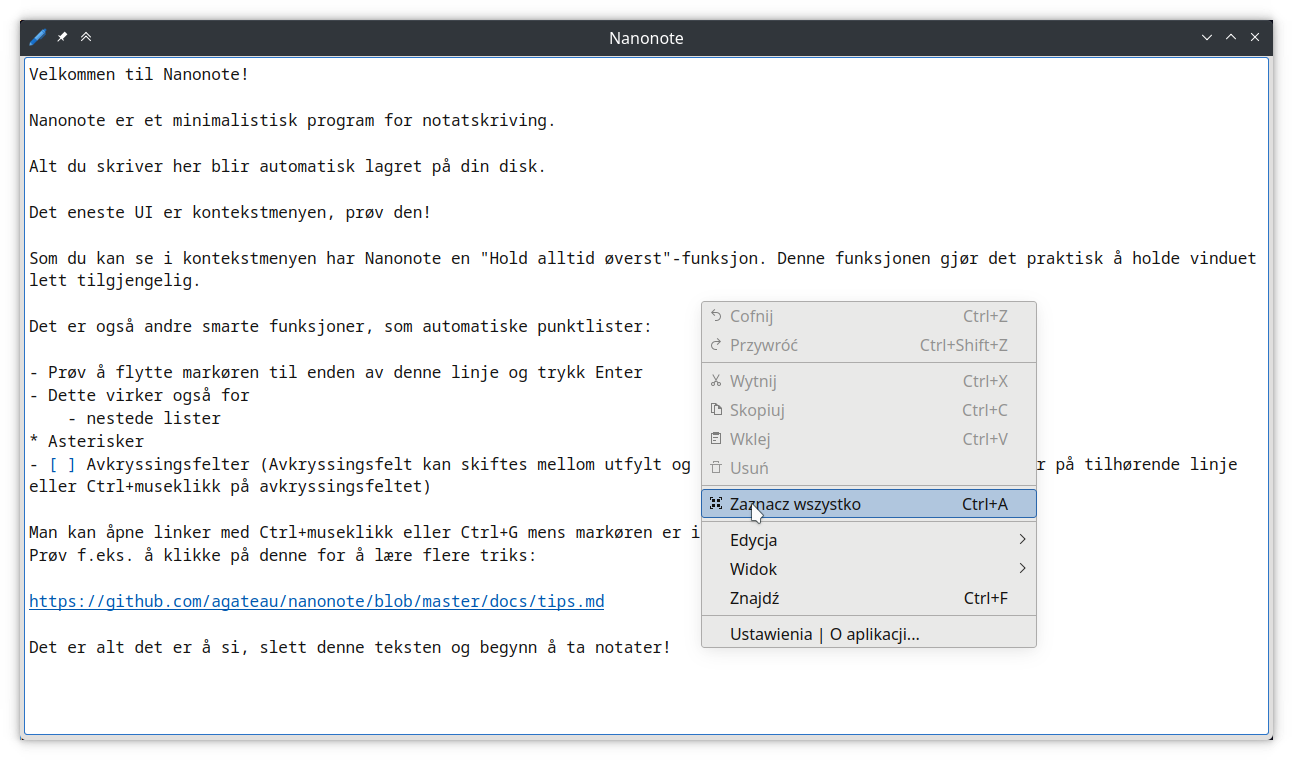 Nanonote
Velkommen til Nanonote!
Nanonote er et minimalistisk program for notatskriving.
Alt du skriver her blir automatisk lagret på din disk.
Det eneste UI er kontekstmenyen, prøv den!
Som du kan se i kontekstmenyen har Nanonote en "Hold alltid øverst"-funksjon. Denne funksjonen gjør det praktisk å holde vinduet
lett tilgjengelig.
Det er også andre smarte funksjoner, som automatiske punktlister:
- Prøv å flytte markøren til enden av denne linje og trykk Enter
- Dette virker også for
    - nestede lister
* Asterisker
- [ ] Avkryssingsfelter (Avkryssingsfelt kan skiftes mellom utfylt og r på tilhørende linje
eller Ctrl+museklikk på avkryssingsfeltet)
Man kan åpne linker med Ctrl+museklikk eller Ctrl+G mens markøren er i
Prøv f.eks. å klikke på denne for å lære flere triks:
https://github.com/agateau/nanonote/blob/master/docs/tips.md
Det er alt det er å si, slett denne teksten og begynn å ta notater!
Cofnij Ctrl+Z
Przywróć Ctrl+Shift+Z
Wytnij Ctrl+X
Skopiuj Ctrl+C
Wklej Ctrl+V
Usuń
Zaznacz wszystko Ctrl+A
Edycja
Widok
Znajdź Ctrl+F
Ustawienia | O aplikacji...